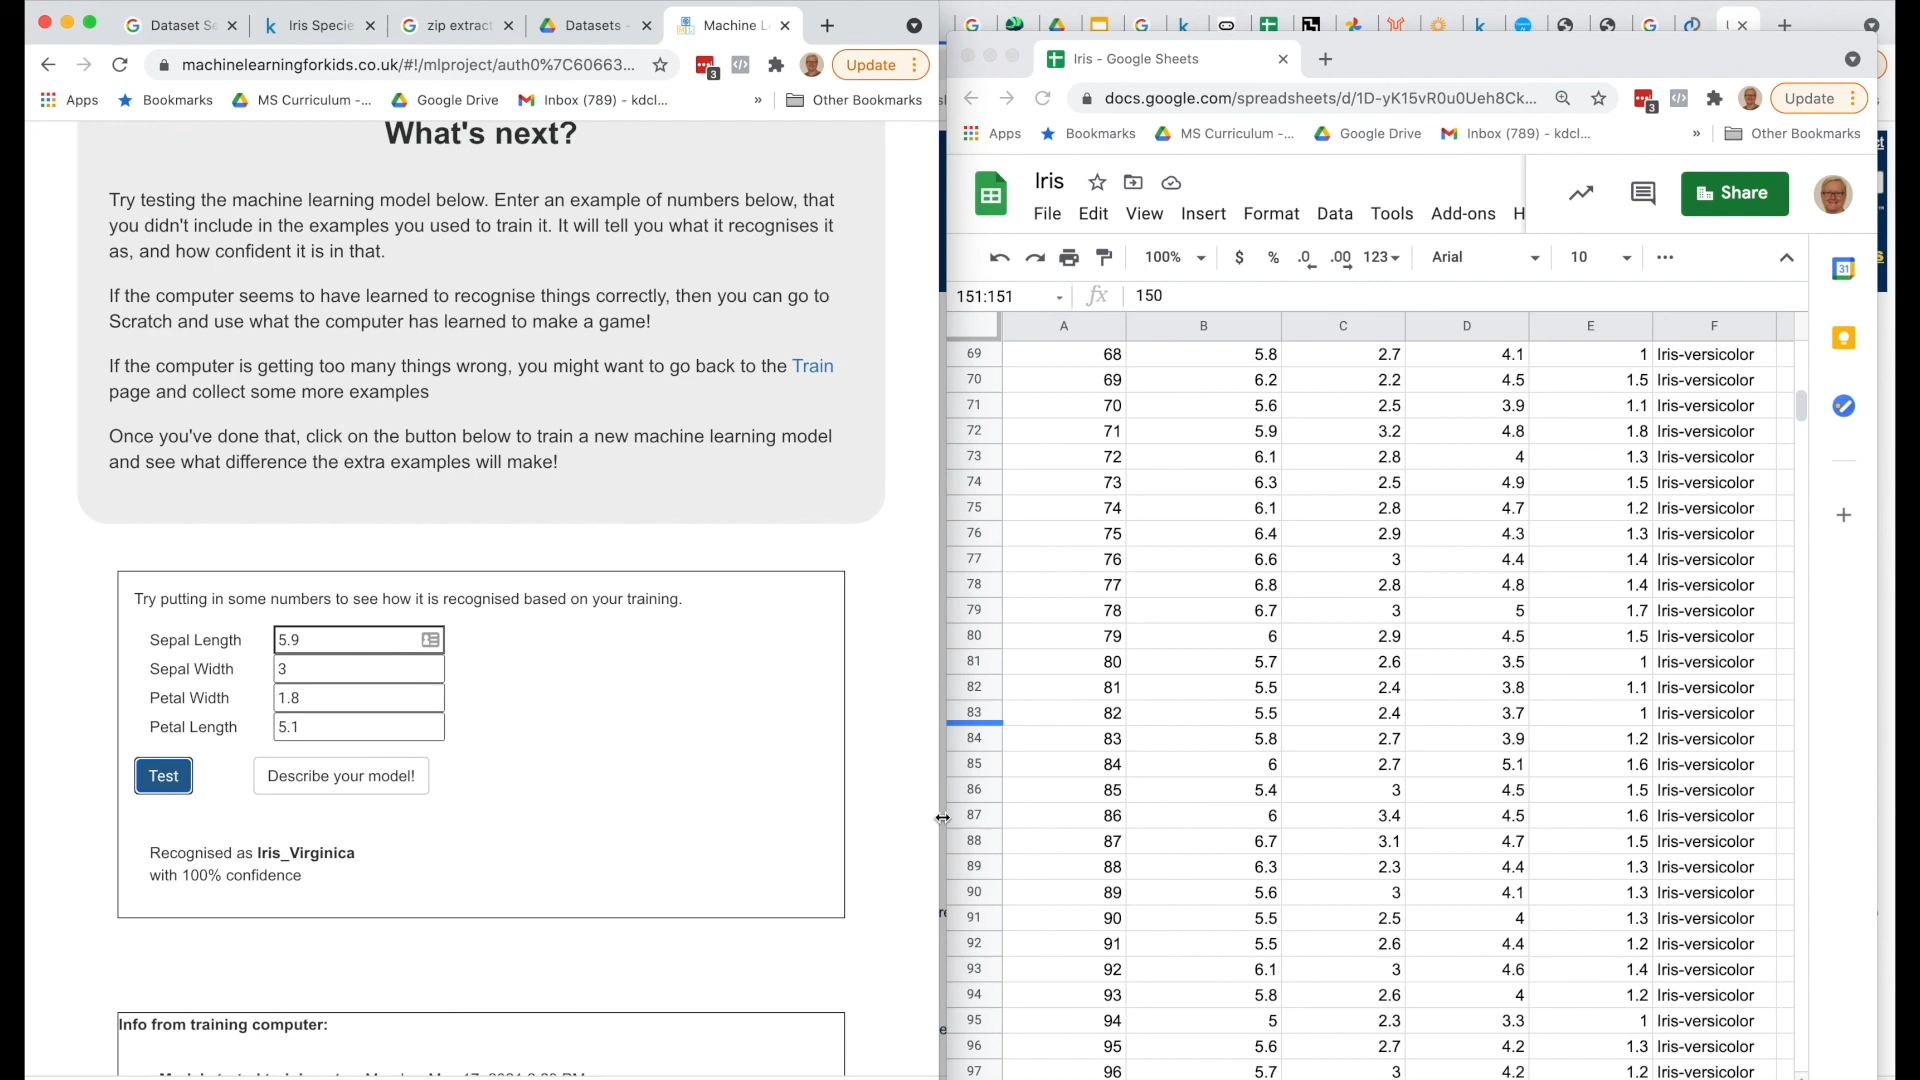 Dataset Se
Iris Specie
zip extract
Datasets -
Machine L
machinelearningforkids.co.uk/#!/mlproject/auth0%7C60663...
3
Update
Apps
Bookmarks
MS Curriculum -...
Google Drive
Inbox (789) - kdcl...
»
Other Bookmarks
What's next?
Try testing the machine learning model below. Enter an example of numbers below, that
you didn't include in the examples you used to train it. It will tell you what it recognises it
as, and how confident it is in that.
If the computer seems to have learned to recognise things correctly, then you can go to
Scratch and use what the computer has learned to make a game!
If the computer is getting too many things wrong, you might want to go back to the Train
page and collect some more examples
Once you've done that, click on the button below to train a new machine learning model
and see what difference the extra examples will make!
Try putting in some numbers to see how it is recognised based on your training.
Sepal Length 5.9
Sepal Width 3
Petal Width 1.8
Petal Length 5.1
Test
Describe your model!
Recognised as Iris_Virginica
with 100% confidence
Info from training computer:
Iris - Google Sheets
docs.google.com/spreadsheets/d/1D-yK15vR0u0Ueh8Ck...
3
Update
Apps
Bookmarks
MS Curriculum -...
Google Drive
Inbox (789) - kdcl...
»
Other Bookmarks
Iris
File Edit View Insert Format Data Tools Add-ons H
Share
100% $ % .0 .00 123 Arial 10
151:151 fx 150
A B C D E F
69 68 5.8 2.7 4.1 1 Iris-versicolor
70 69 6.2 2.2 4.5 1.5 Iris-versicolor
71 70 5.6 2.5 3.9 1.1 Iris-versicolor
72 71 5.9 3.2 4.8 1.8 Iris-versicolor
73 72 6.1 2.8 4 1.3 Iris-versicolor
74 73 6.3 2.5 4.9 1.5 Iris-versicolor
75 74 6.1 2.8 4.7 1.2 Iris-versicolor
76 75 6.4 2.9 4.3 1.3 Iris-versicolor
77 76 6.6 3 4.4 1.4 Iris-versicolor
78 77 6.8 2.8 4.8 1.4 Iris-versicolor
79 78 6.7 3 5 1.7 Iris-versicolor
80 79 6 2.9 4.5 1.5 Iris-versicolor
81 80 5.7 2.6 3.5 1 Iris-versicolor
82 81 5.5 2.4 3.8 1.1 Iris-versicolor
83 82 5.5 2.4 3.7 1 Iris-versicolor
84 83 5.8 2.7 3.9 1.2 Iris-versicolor
85 84 6 2.7 5.1 1.6 Iris-versicolor
86 85 5.4 3 4.5 1.5 Iris-versicolor
87 86 6 3.4 4.5 1.6 Iris-versicolor
88 87 6.7 3.1 4.7 1.5 Iris-versicolor
89 88 6.3 2.3 4.4 1.3 Iris-versicolor
90 89 5.6 3 4.1 1.3 Iris-versicolor
91 90 5.5 2.5 4 1.3 Iris-versicolor
92 91 5.5 2.6 4.4 1.2 Iris-versicolor
93 92 6.1 3 4.6 1.4 Iris-versicolor
94 93 5.8 2.6 4 1.2 Iris-versicolor
95 94 5 2.3 3.3 1 Iris-versicolor
96 95 5.6 2.7 4.2 1.3 Iris-versicolor
97 96 5.7 3 4.2 1.2 Iris-versicolor
31